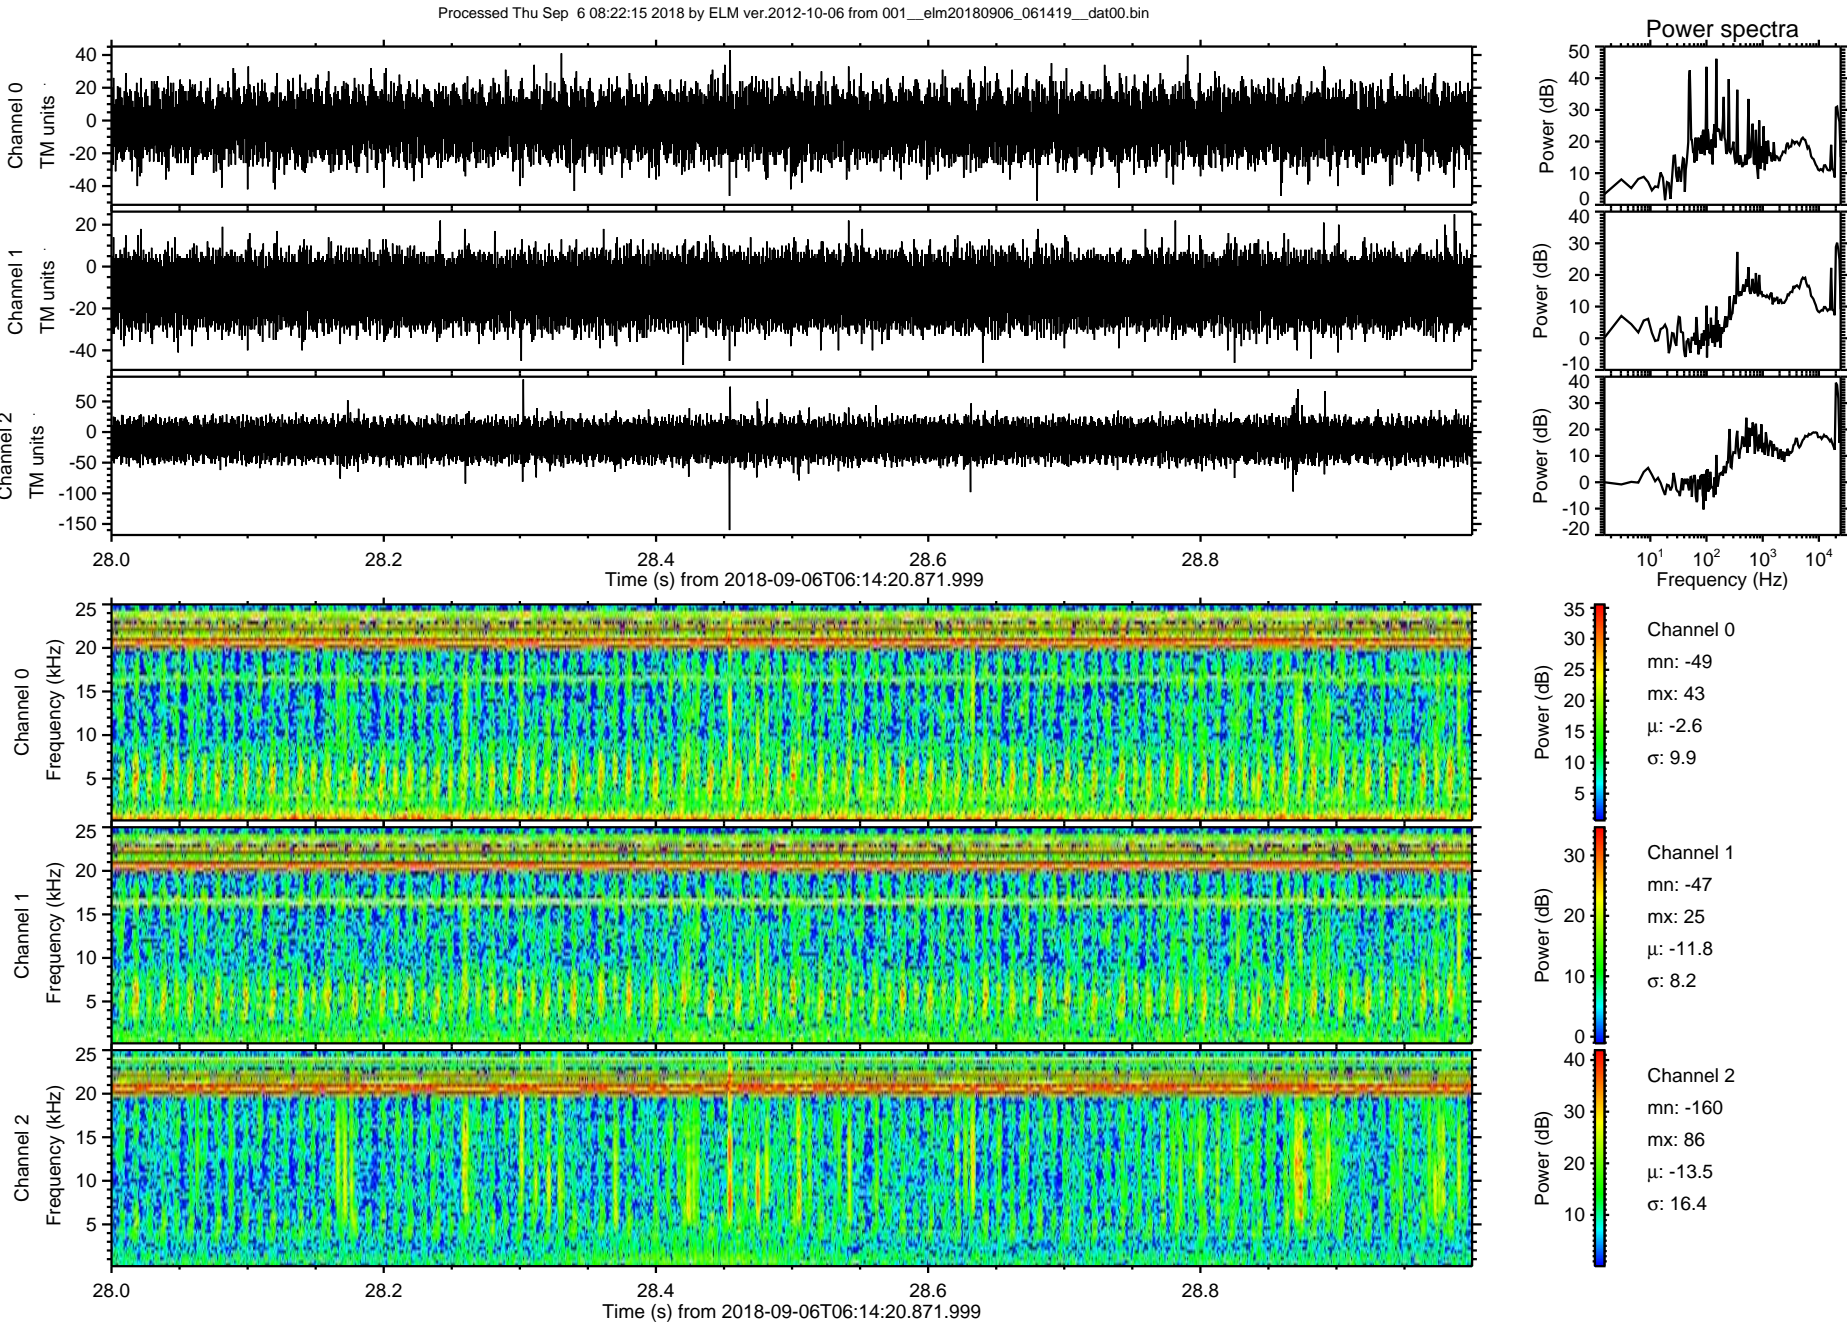 Processed Thu Sep 6 08:22:15 2018 by ELM ver.2012-10-06 from 001__elm20180906_061419__dat00.bin
Power spectra
Channel 0
TM units
40
20
0
-20
-40
Power (dB)
50
40
30
20
10
0
Channel 1
TM units
20
0
-20
-40
Power (dB)
40
30
20
10
0
-10
Channel 2
TM units
50
0
-50
-100
-150
Power (dB)
40
30
20
10
0
-10
-20
28.0 28.2 28.4 28.6 28.8
Time (s) from 2018-09-06T06:14:20.871.999
10¹ 10² 10³ 10⁴
Frequency (Hz)
Channel 0
Frequency (kHz)
25
20
15
10
5
Power (dB)
35
30
25
20
15
10
5
Channel 0
mn: -49
mx: 43
μ: -2.6
σ: 9.9
Channel 1
Frequency (kHz)
25
20
15
10
5
Power (dB)
30
20
10
0
Channel 1
mn: -47
mx: 25
μ: -11.8
σ: 8.2
Channel 2
Frequency (kHz)
25
20
15
10
5
Power (dB)
40
30
20
10
Channel 2
mn: -160
mx: 86
μ: -13.5
σ: 16.4
28.0 28.2 28.4 28.6 28.8
Time (s) from 2018-09-06T06:14:20.871.999